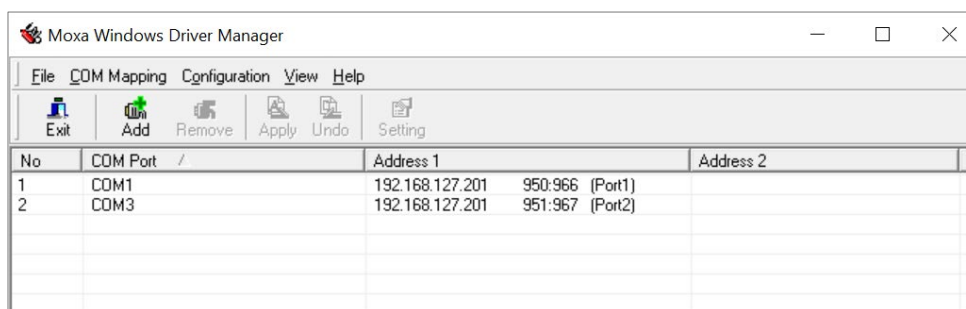 Moxa Windows Driver Manager
File COM Mapping Configuration View Help
Exit Add Remove Apply Undo Setting
No COM Port Address 1 Address 2
1 COM1 192.168.127.201 950:966 (Port1)
2 COM3 192.168.127.201 951:967 (Port2)